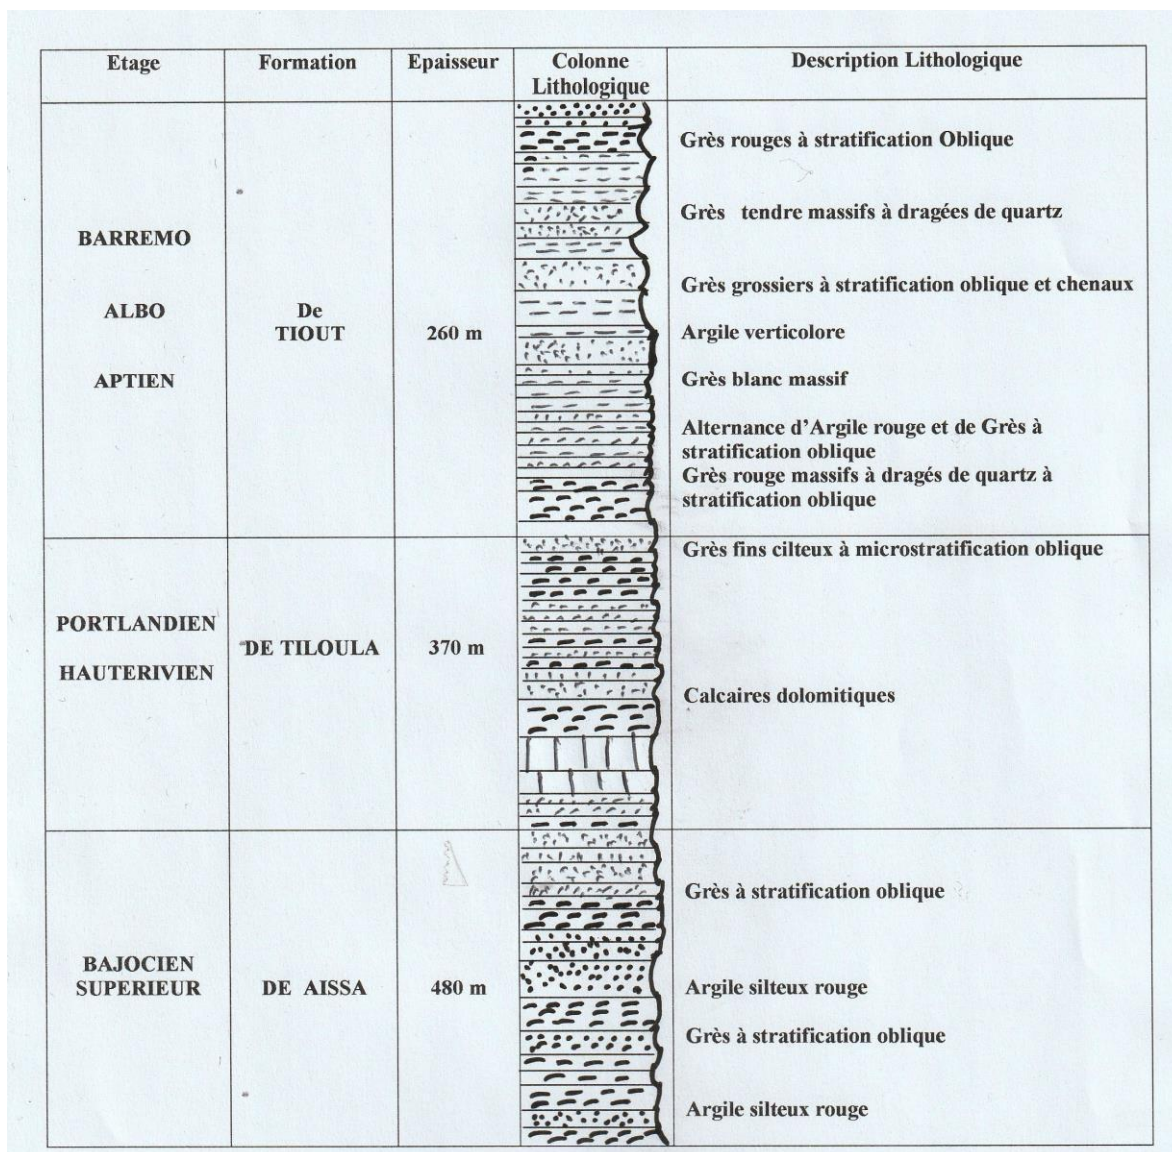 Etage
Formation
Epaisseur
Colonne
Lithologique
Description Lithologique
BARREMO
ALBO
APTIEN
De
TIOUT
260 m
Grès rouges à stratification Oblique
Grès tendre massifs à dragées de quartz
Grès grossiers à stratification oblique et chenaux
Argile verticolore
Grès blanc massif
Alternance d’Argile rouge et de Grès à
stratification oblique
Grès rouge massifs à dragés de quartz à
stratification oblique
PORTLANDIEN
HAUTERIVIEN
DE TILOULA
370 m
Grès fins cilteux à microstratification oblique
Calcaires dolomitiques
BAJOCIEN
SUPERIEUR
DE AISSA
480 m
Grès à stratification oblique
Argile silteux rouge
Grès à stratification oblique
Argile silteux rouge